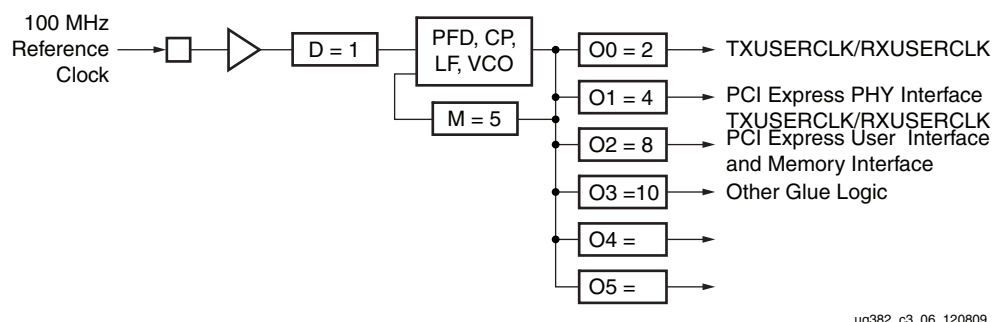 100 MHz
Reference
Clock
D = 1
PFD, CP,
LF, VCO
M = 5
O0 = 2
TXUSERCLK/RXUSERCLK
O1 = 4
PCI Express PHY Interface
TXUSERCLK/RXUSERCLK
O2 = 8
PCI Express User Interface
and Memory Interface
O3 =10
Other Glue Logic
O4 =
O5 =
ug382_c3_06_120809